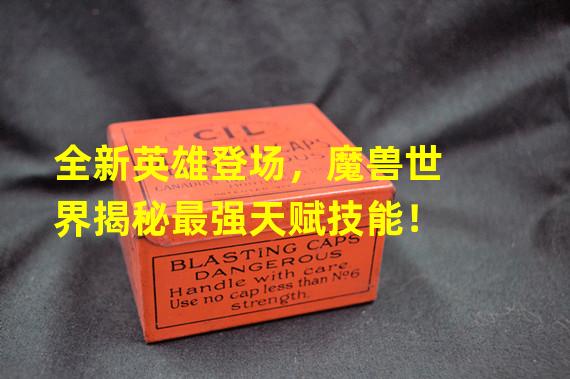 CIL
全新英雄登场，魔兽世
界揭秘最强天赋技能！
BLASTING CAPS
DANGEROUS
Handle with care
Use no cap less than No6
strength.